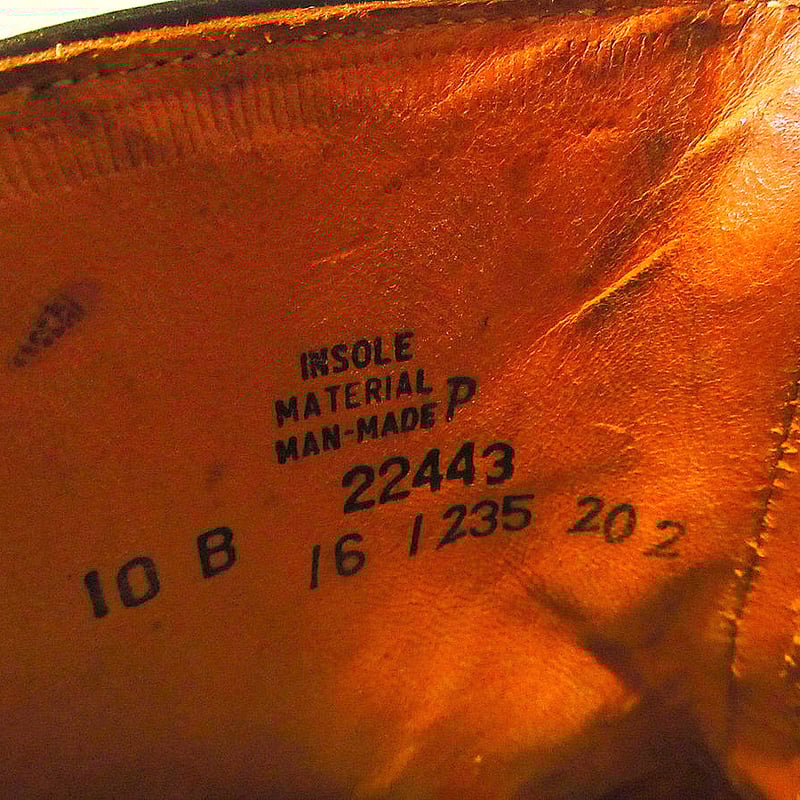 INSOLE
MATERIAL
MAN-MADE P
22443
10 B 16 1235 20 2